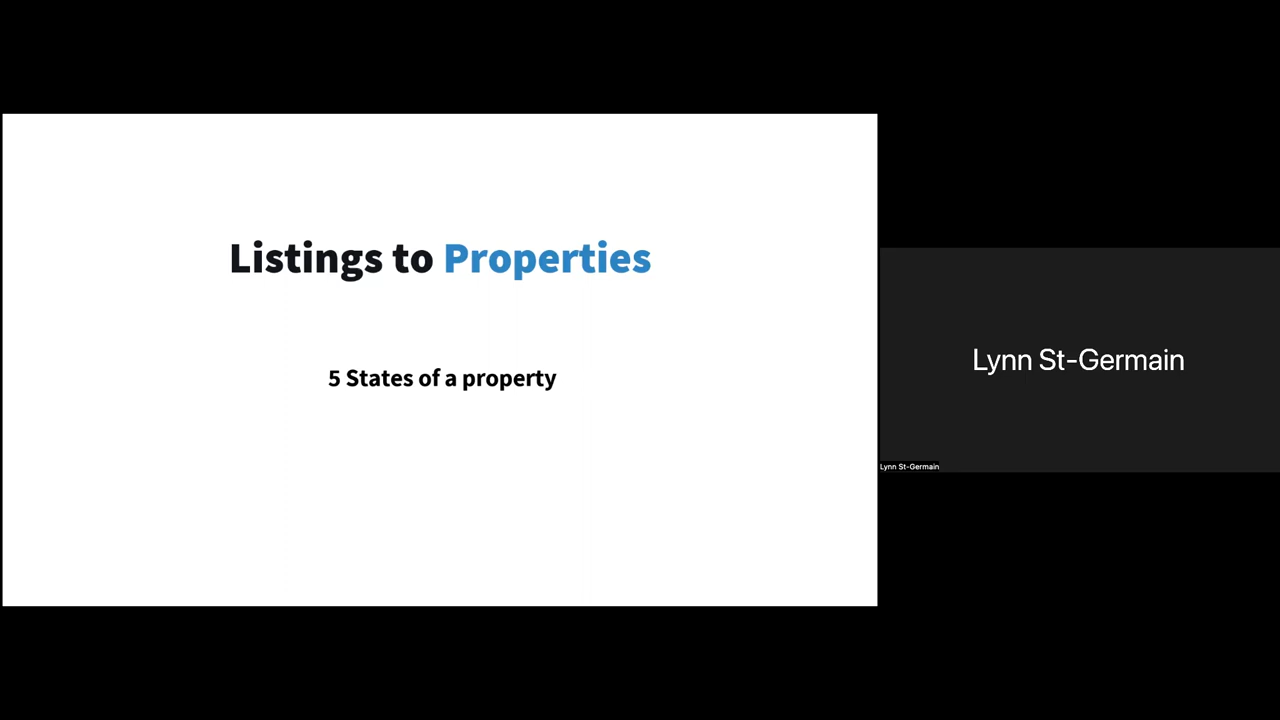 Listings to Properties
5 States of a property
Lynn St-Germain
Lynn St-Germain